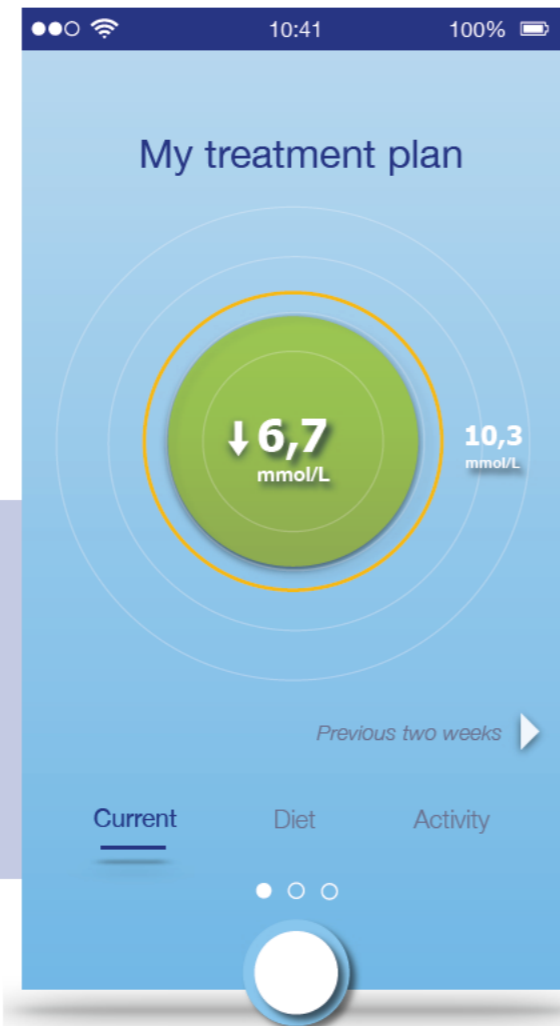 10:41 100%
My treatment plan
6,7
mmol/L
10,3
mmol/L
Previous two weeks
Current Diet Activity